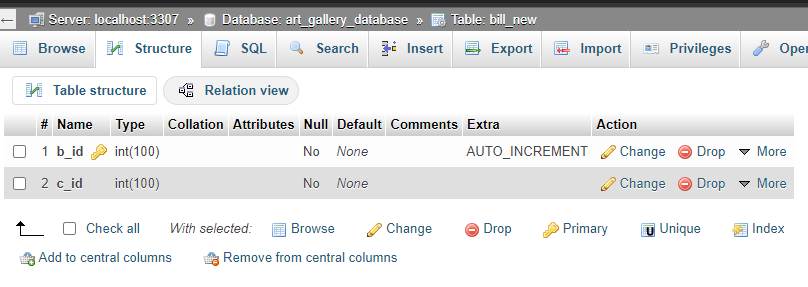 Server: localhost:3307 » Database: art_gallery_database » Table: bill_new
Browse Structure SQL Search Insert Export Import Privileges Oper
Table structure Relation view
# Name Type Collation Attributes Null Default Comments Extra Action
1 b_id int(100) No None AUTO_INCREMENT Change Drop More
2 c_id int(100) No None Change Drop More
Check all With selected: Browse Change Drop Primary Unique Index
Add to central columns Remove from central columns